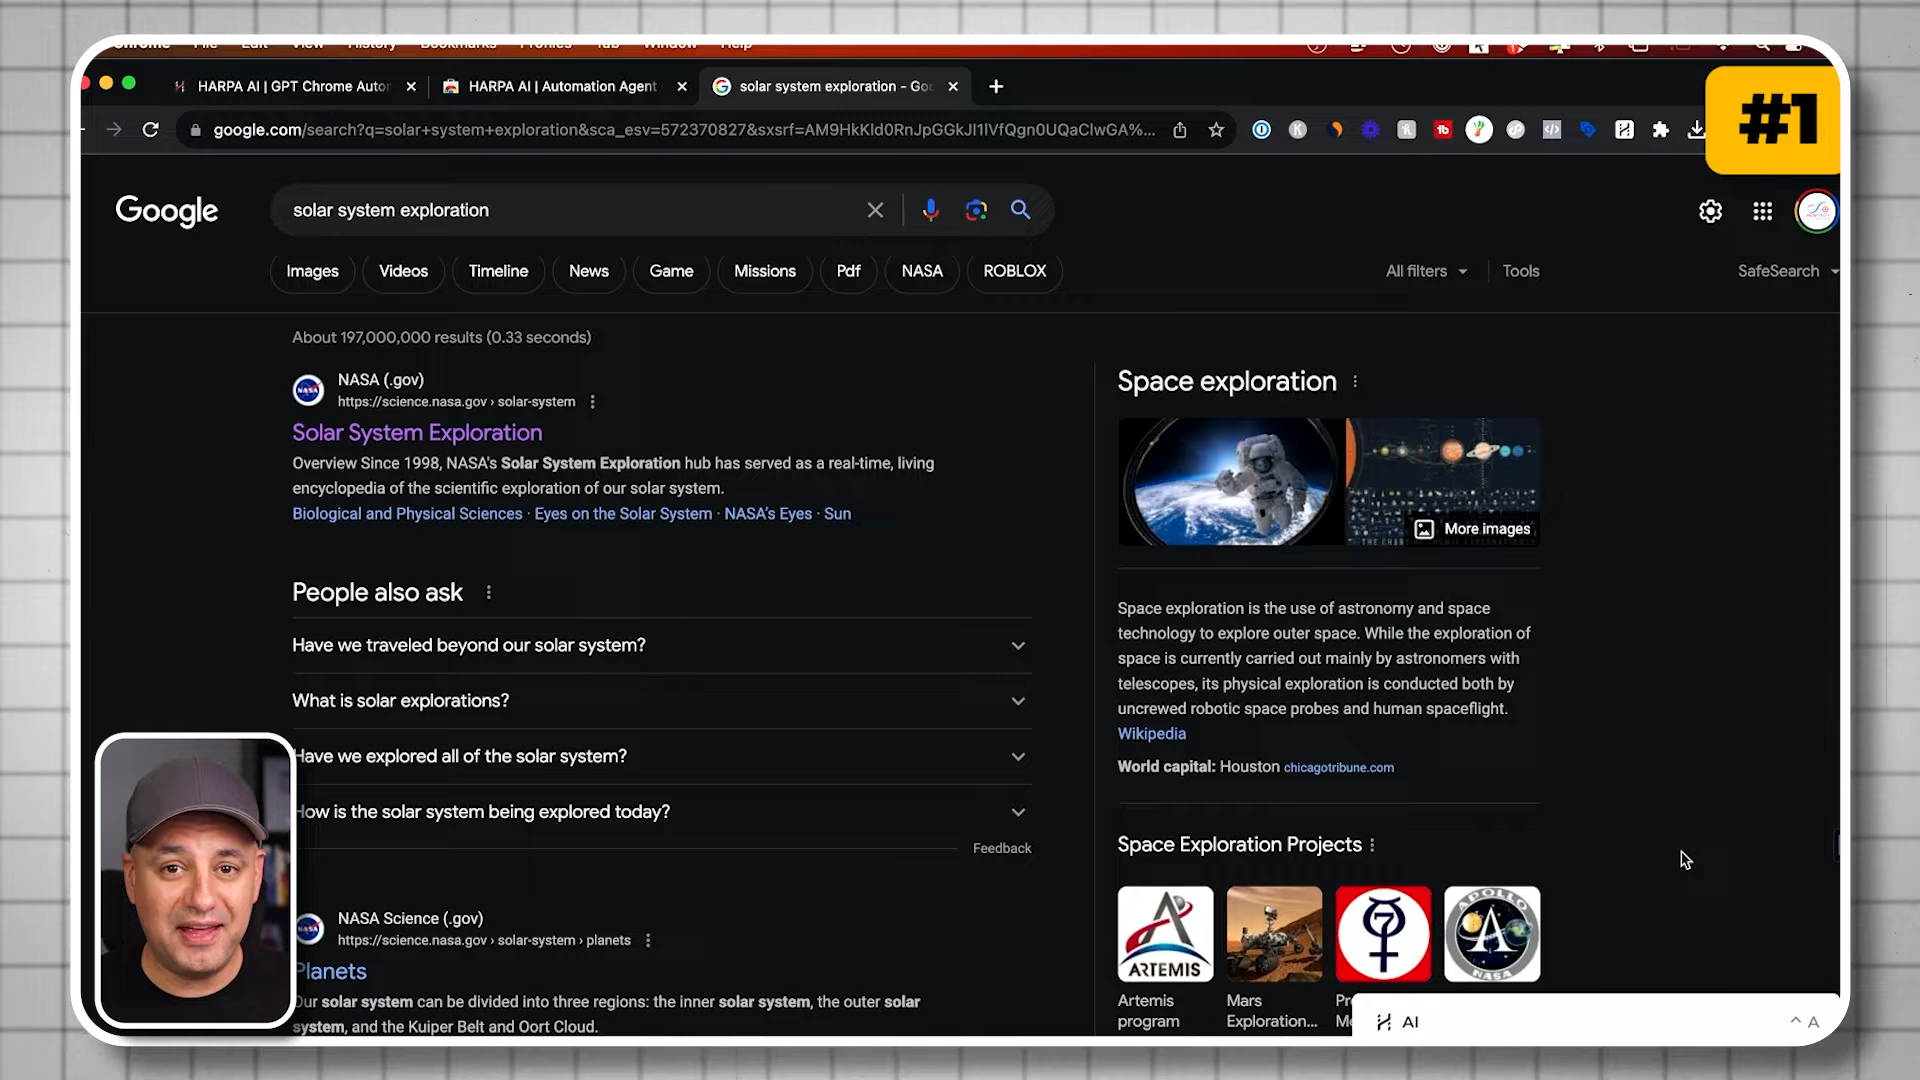 Chrome File Edit View History Bookmarks Profiles Tab Window Help
HARPA AI | GPT Chrome Autor
HARPA AI | Automation Agent
solar system exploration - Goo
#1
google.com/search?q=solar+system+exploration&sca_esv=572370827&sxsrf=
Google
solar system exploration
Images
Videos
Timeline
News
Game
Missions
Pdf
NASA
ROBLOX
All filters
Tools
SafeSearch
About 197,000,000 results (0.33 seconds)
NASA (.gov)
https://science.nasa.gov › solar-system
Solar System Exploration
Overview Since 1998, NASA's Solar System Exploration hub has served as a real-time, living
encyclopedia of the scientific exploration of our solar system.
Biological and Physical Sciences · Eyes on the Solar System · NASA's Eyes · Sun
People also ask
Have we traveled beyond our solar system?
What is solar explorations?
Have we explored all of the solar system?
How is the solar system being explored today?
Feedback
NASA Science (.gov)
https://science.nasa.gov › solar-system › planets
Planets
Our solar system can be divided into three regions: the inner solar system, the outer solar
system, and the Kuiper Belt and Oort Cloud.
Space exploration
More images
Space exploration is the use of astronomy and space
technology to explore outer space. While the exploration of
space is currently carried out mainly by astronomers with
telescopes, its physical exploration is conducted both by
uncrewed robotic space probes and human spaceflight.
Wikipedia
World capital: Houston chicagotribune.com
Space Exploration Projects
ARTEMIS
7
APOLLO
A
NASA
Artemis
program
Mars
Exploration...
Pr
Me
AI
A